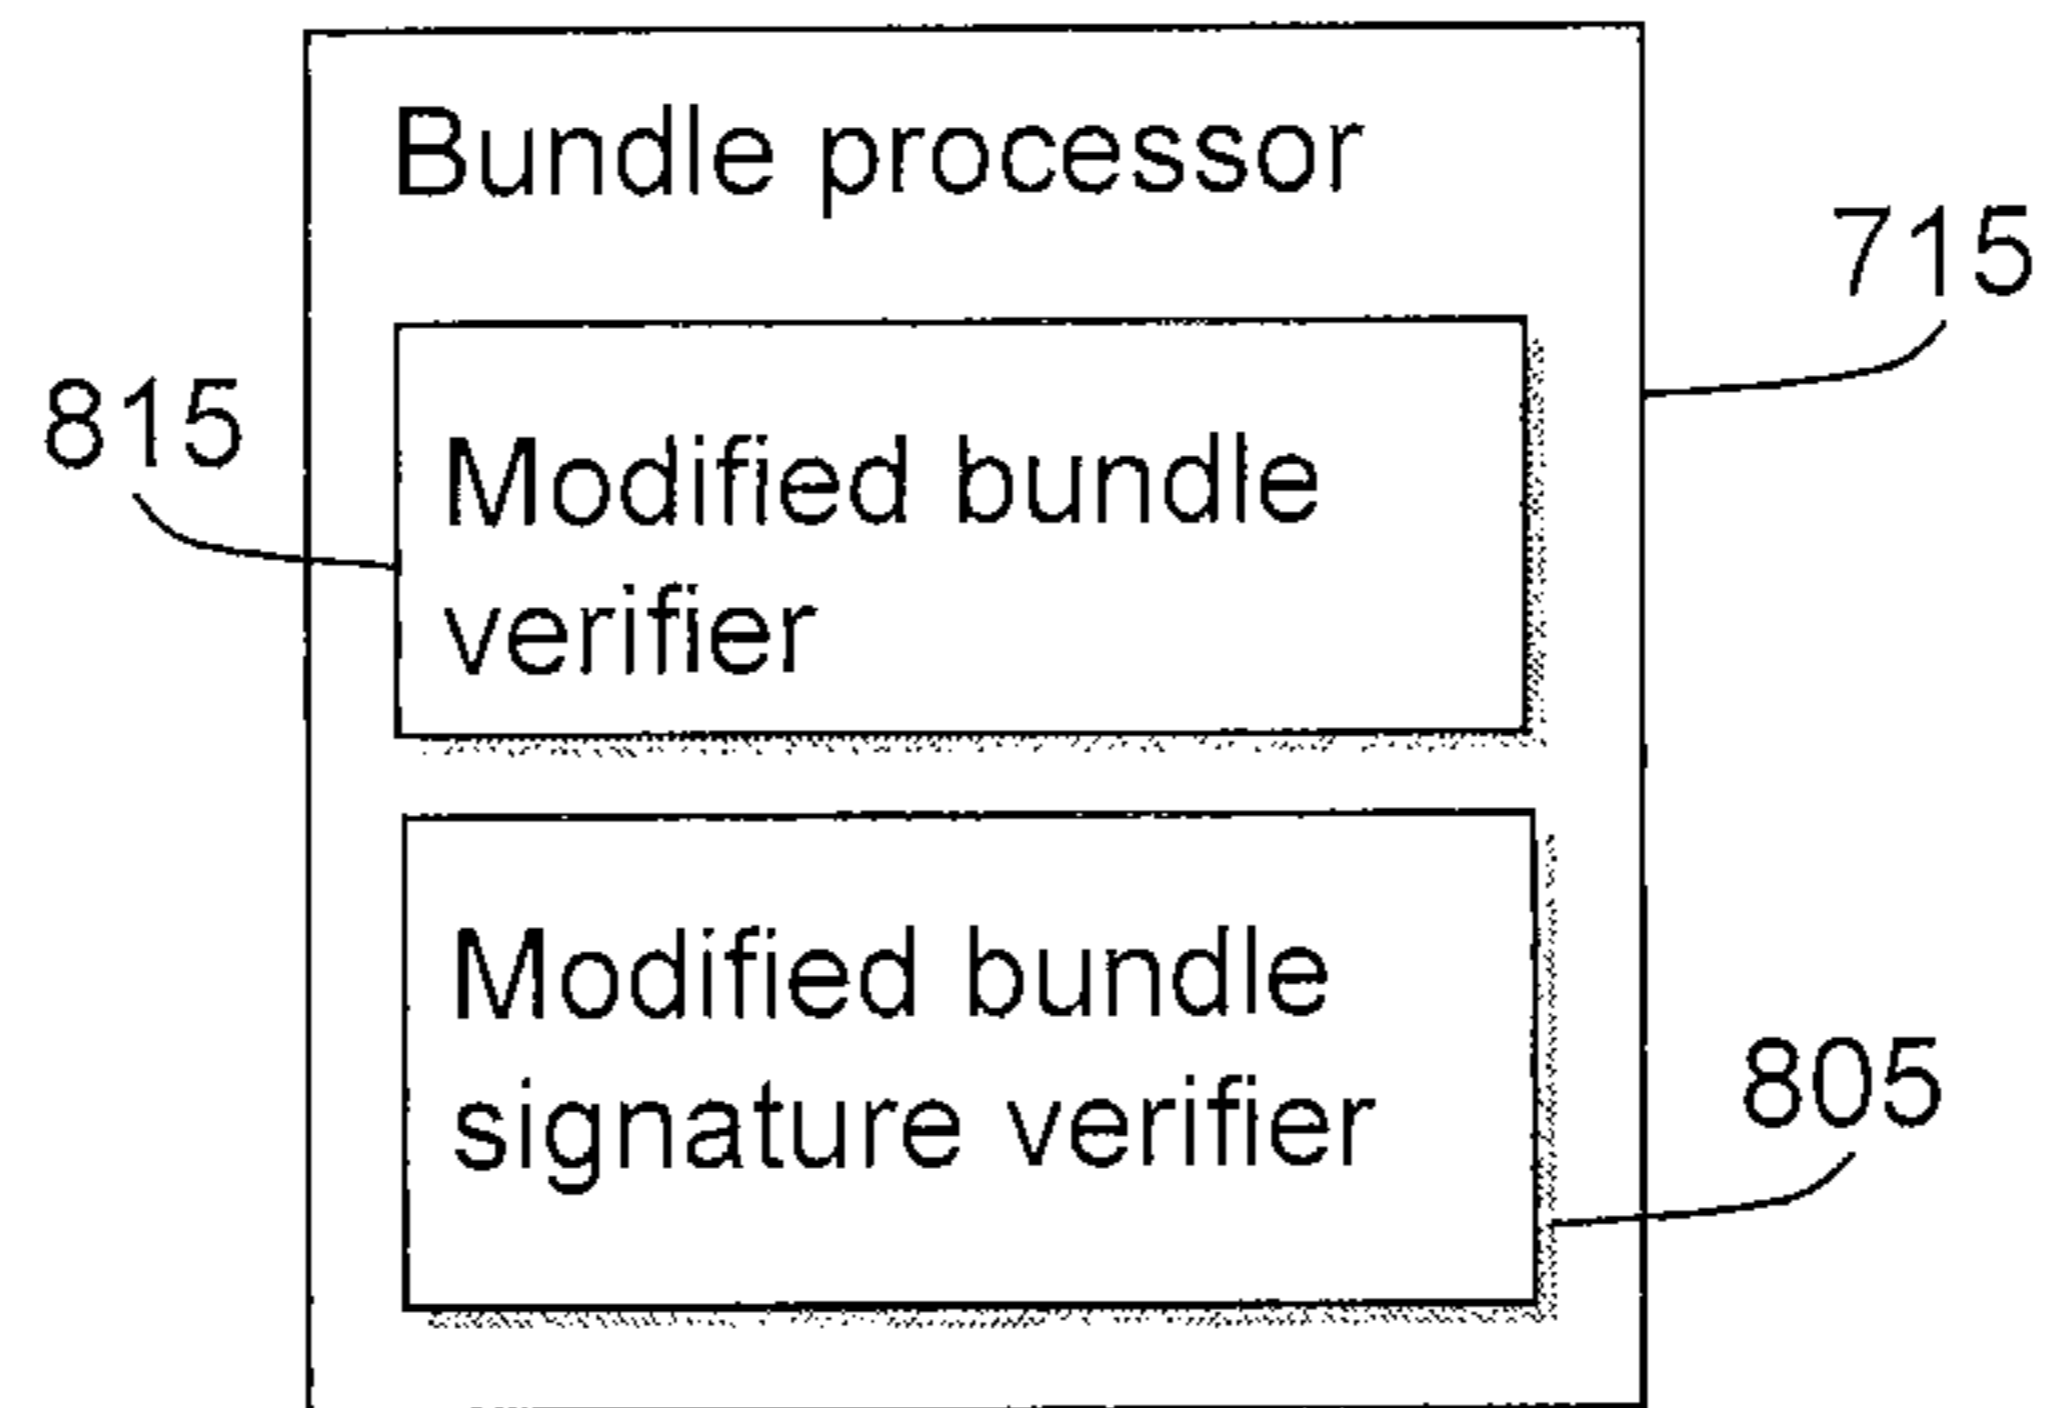 Bundle processor
715
815
Modified bundle
verifier
Modified bundle
signature verifier
805